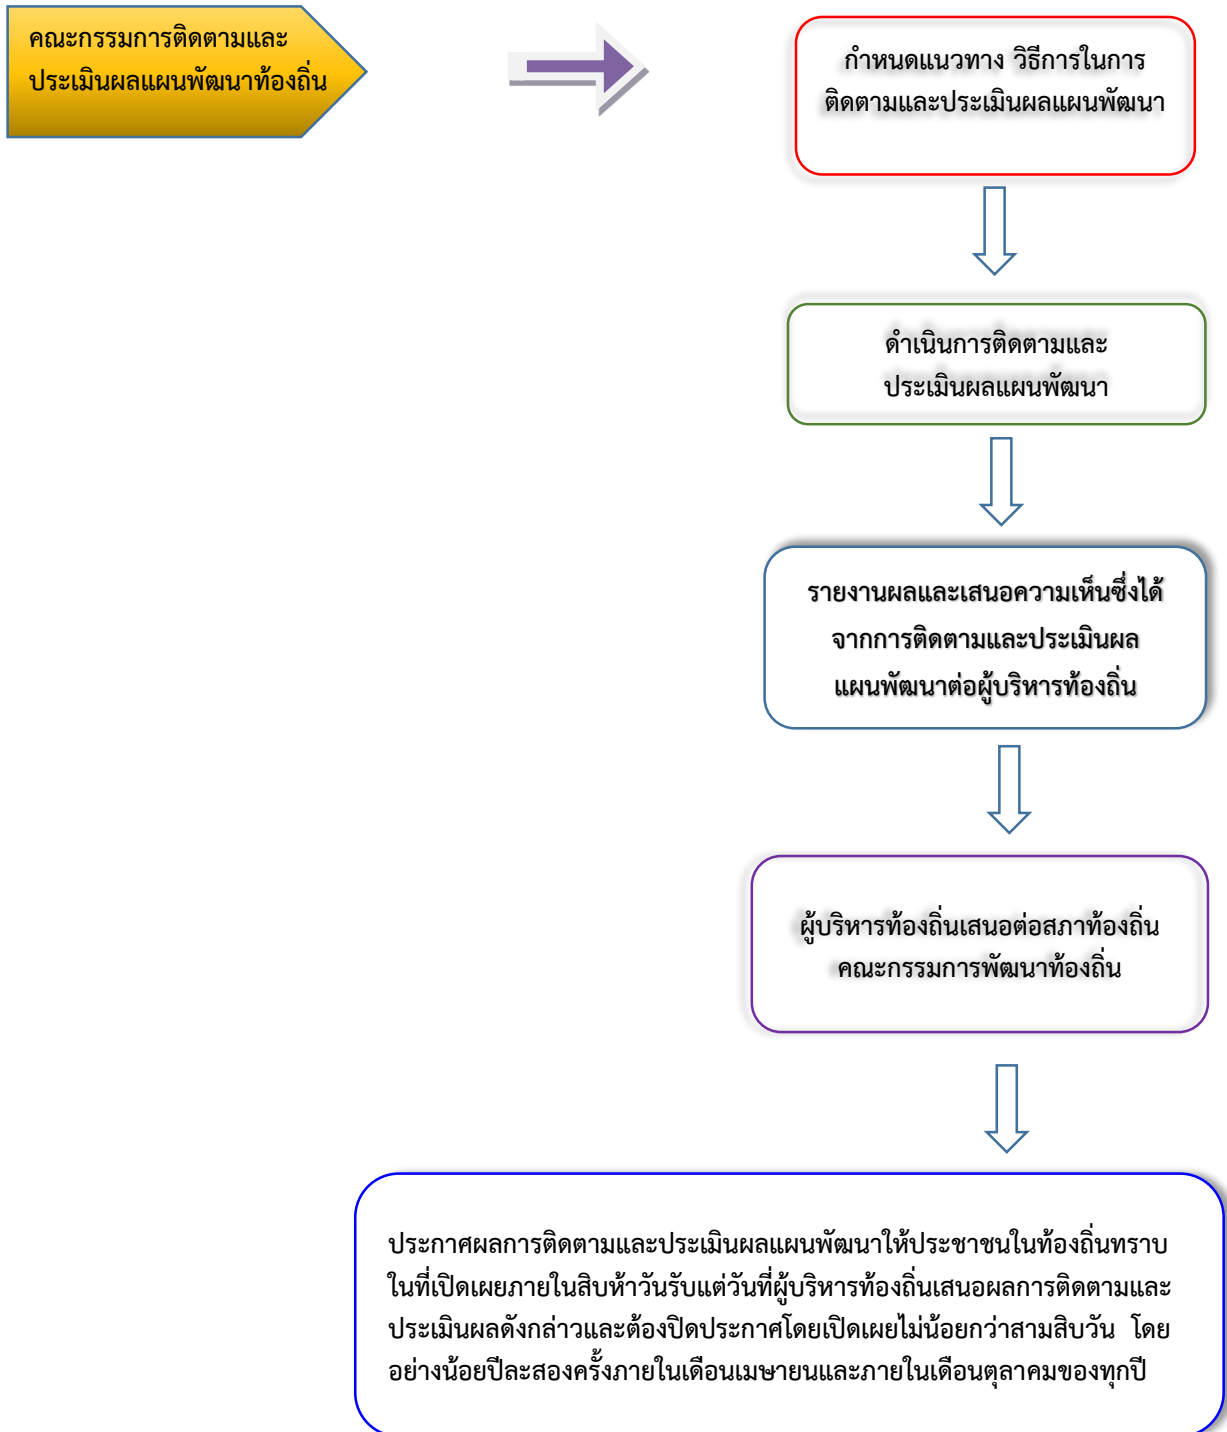 คณะกรรมการติดตามและ
ประเมินผลแผนพัฒนาท้องถิ่น
กำหนดแนวทาง วิธีการในการ
ติดตามและประเมินผลแผนพัฒนา
ดำเนินการติดตามและ
ประเมินผลแผนพัฒนา
รายงานผลและเสนอความเห็นซึ่งได้
จากการติดตามและประเมินผล
แผนพัฒนาต่อผู้บริหารท้องถิ่น
ผู้บริหารท้องถิ่นเสนอต่อสภาท้องถิ่น
คณะกรรมการพัฒนาท้องถิ่น
ประกาศผลการติดตามและประเมินผลแผนพัฒนาให้ประชาชนในท้องถิ่นทราบ
ในที่เปิดเผยภายในสิบห้าวันรับแต่วันที่ผู้บริหารท้องถิ่นเสนอผลการติดตามและ
ประเมินผลดังกล่าวและต้องปิดประกาศโดยเปิดเผยไม่น้อยกว่าสามสิบวัน โดย
อย่างน้อยปีละสองครั้งภายในเดือนเมษายนและภายในเดือนตุลาคมของทุกปี